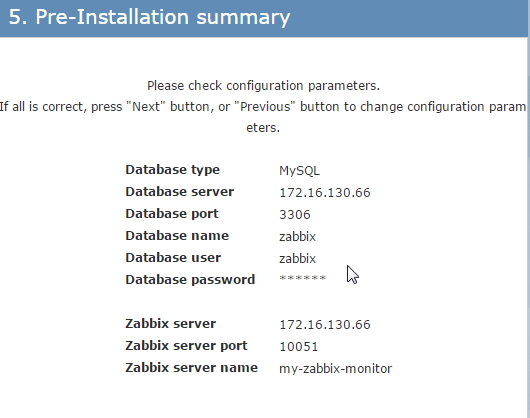 5. Pre-Installation summary
Please check configuration parameters.
If all is correct, press "Next" button, or "Previous" button to change configuration param
eters.
Database type MySQL
Database server 172.16.130.66
Database port 3306
Database name zabbix
Database user zabbix
Database password ******
Zabbix server 172.16.130.66
Zabbix server port 10051
Zabbix server name my-zabbix-monitor